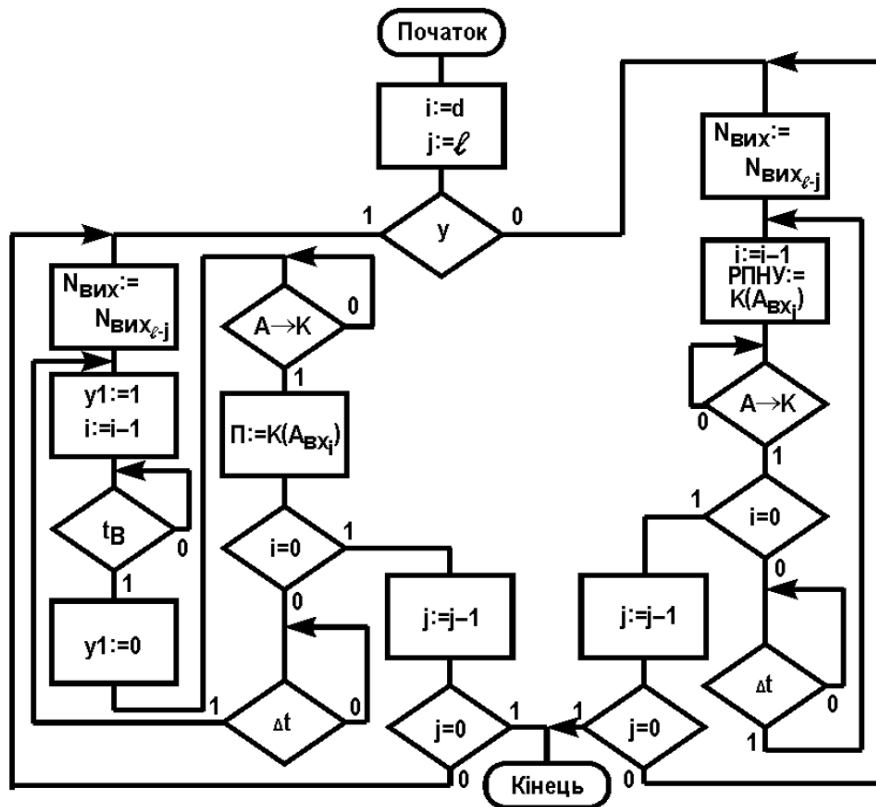 Початок
i:=d
j:=ℓ
y
1
0
Nвих:=
Nвихℓ-j
y1:=1
i:=i–1
tв
0
1
y1:=0
A→K
0
1
П:=K(Aвхi)
i=0
1
0
Δt
1
0
j:=j–1
j=0
1
0
Nвих:=
Nвихℓ-j
i:=i–1
РПНУ:=
K(Aвхi)
A→K
0
1
i=0
1
0
Δt
0
1
j:=j–1
j=0
1
0
Кінець